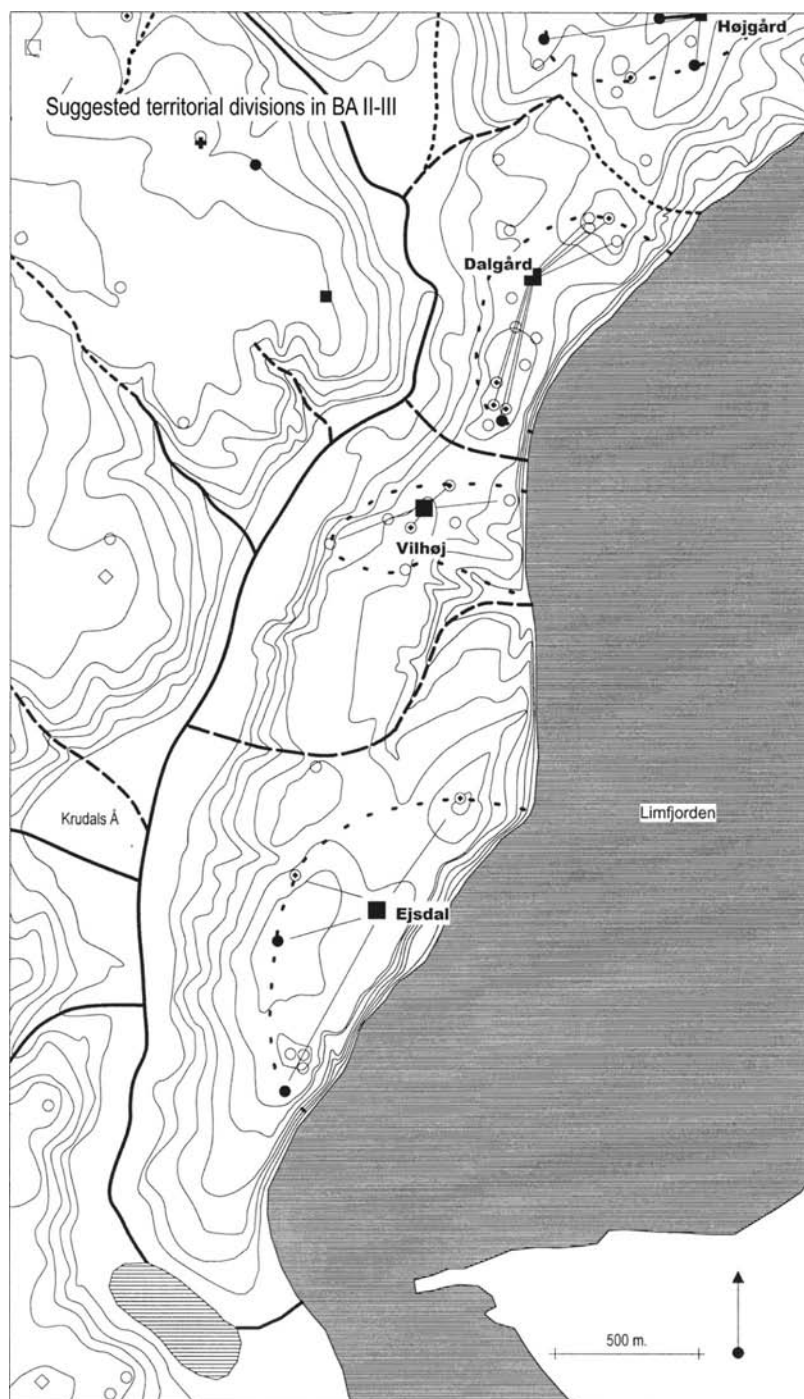 Højgård
Suggested territorial divisions in BA II-III
Dalgård
Vilhøj
Krudals Å
Limfjorden
Ejsdal
500 m.